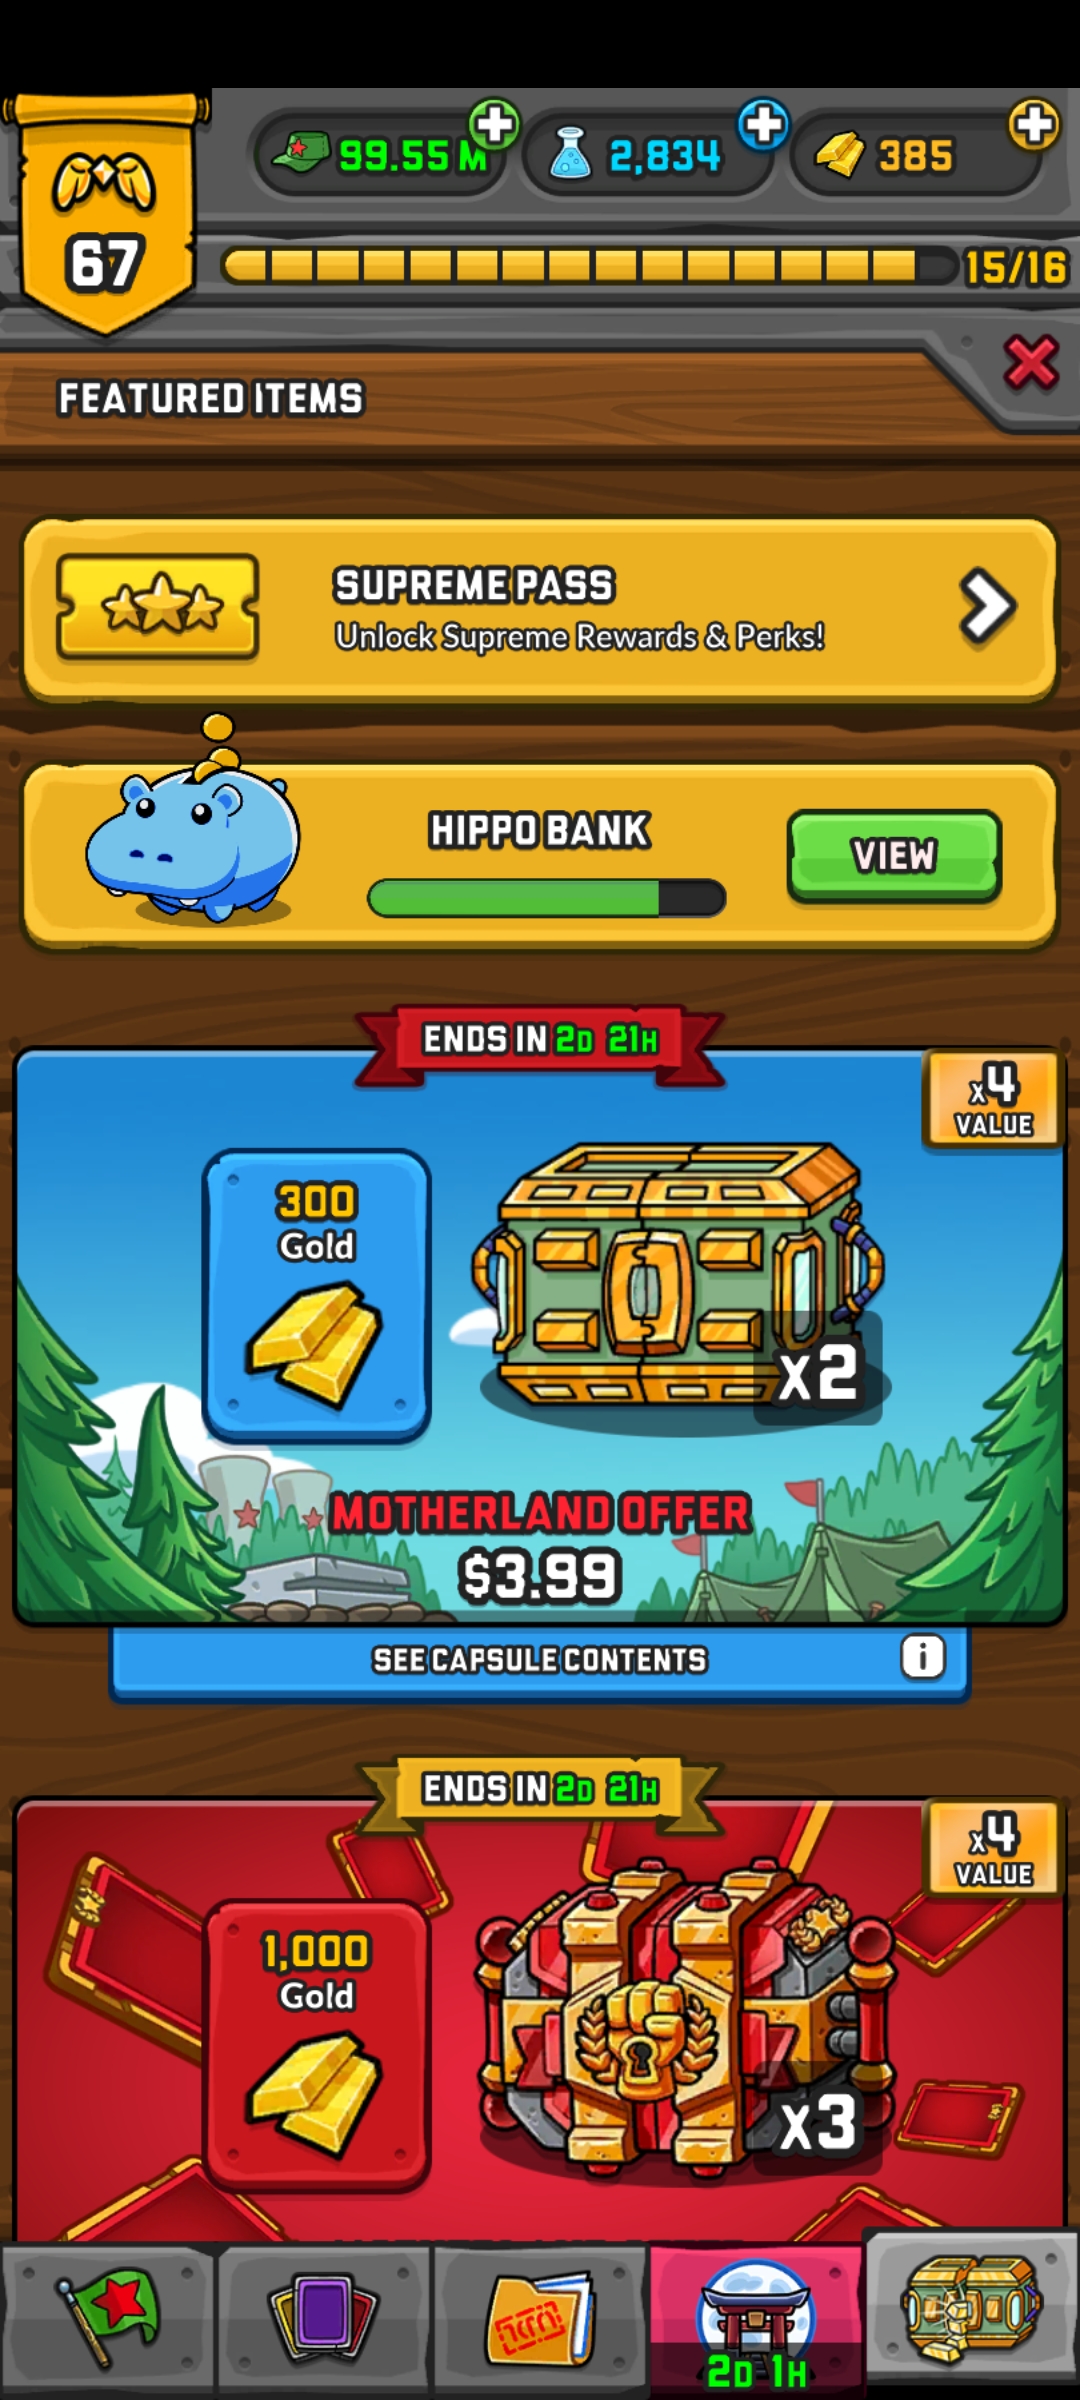 99.55 M
2,834
385
67
15/16
FEATURED ITEMS
SUPREME PASS
Unlock Supreme Rewards & Perks!
HIPPO BANK
VIEW
ENDS IN 2D 21H
x4
VALUE
300
Gold
x2
MOTHERLAND OFFER
$3.99
SEE CAPSULE CONTENTS
i
ENDS IN 2D 21H
x4
VALUE
1,000
Gold
x3
2D 1H